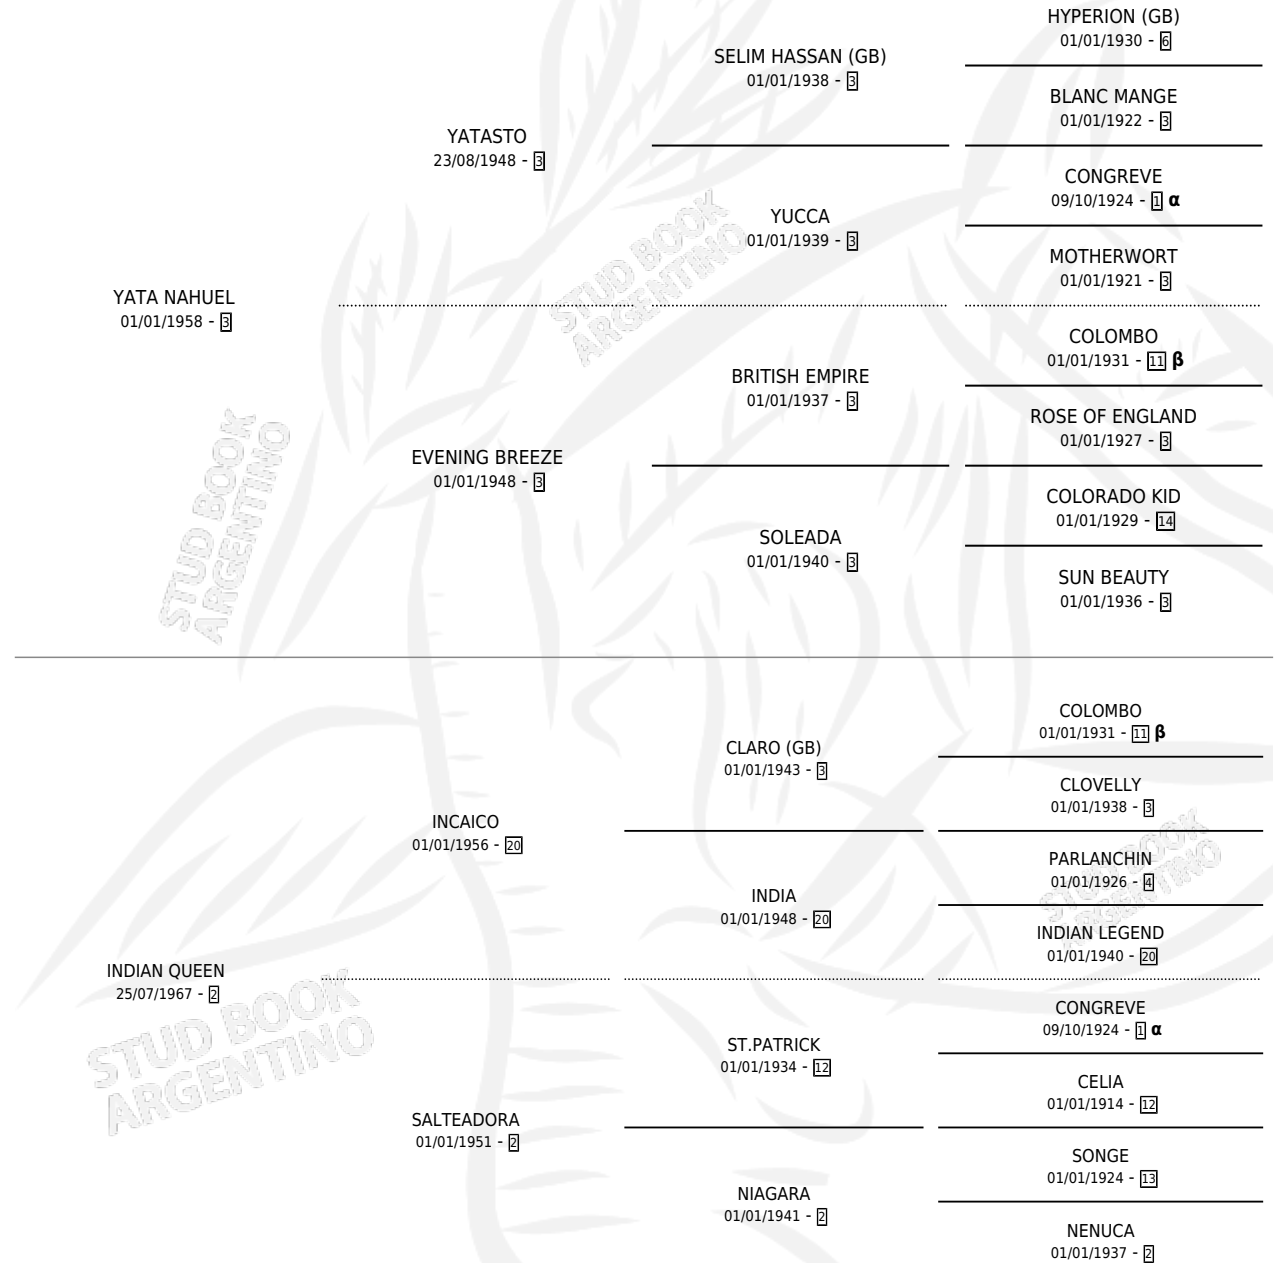 HYPERION (GB)
01/01/1930 - 6
SELIM HASSAN (GB)
01/01/1938 - 3
BLANC MANGE
01/01/1922 - 3
YATASTO
23/08/1948 - 3
CONGREVE
09/10/1924 - 1 α
YUCCA
01/01/1939 - 3
MOTHERWORT
01/01/1921 - 3
YATA NAHUEL
01/01/1958 - 3
COLOMBO
01/01/1931 - 11 β
BRITISH EMPIRE
01/01/1937 - 3
ROSE OF ENGLAND
01/01/1927 - 3
EVENING BREEZE
01/01/1948 - 3
COLORADO KID
01/01/1929 - 14
SOLEADA
01/01/1940 - 3
SUN BEAUTY
01/01/1936 - 3
COLOMBO
01/01/1931 - 11 β
CLARO (GB)
01/01/1943 - 3
CLOVELLY
01/01/1938 - 3
INCAICO
01/01/1956 - 20
PARLANCHIN
01/01/1926 - 4
INDIA
01/01/1948 - 20
INDIAN LEGEND
01/01/1940 - 20
INDIAN QUEEN
25/07/1967 - 2
CONGREVE
09/10/1924 - 1 α
ST.PATRICK
01/01/1934 - 12
CELIA
01/01/1914 - 12
SALTEADORA
01/01/1951 - 2
SONGE
01/01/1924 - 13
NIAGARA
01/01/1941 - 2
NENUCA
01/01/1937 - 2
STUD BOOK
ARGENTINO
STUD BOOK
ARGENTINO
STUD BOOK
ARGENTINO
STUD BOOK
ARGENTINO